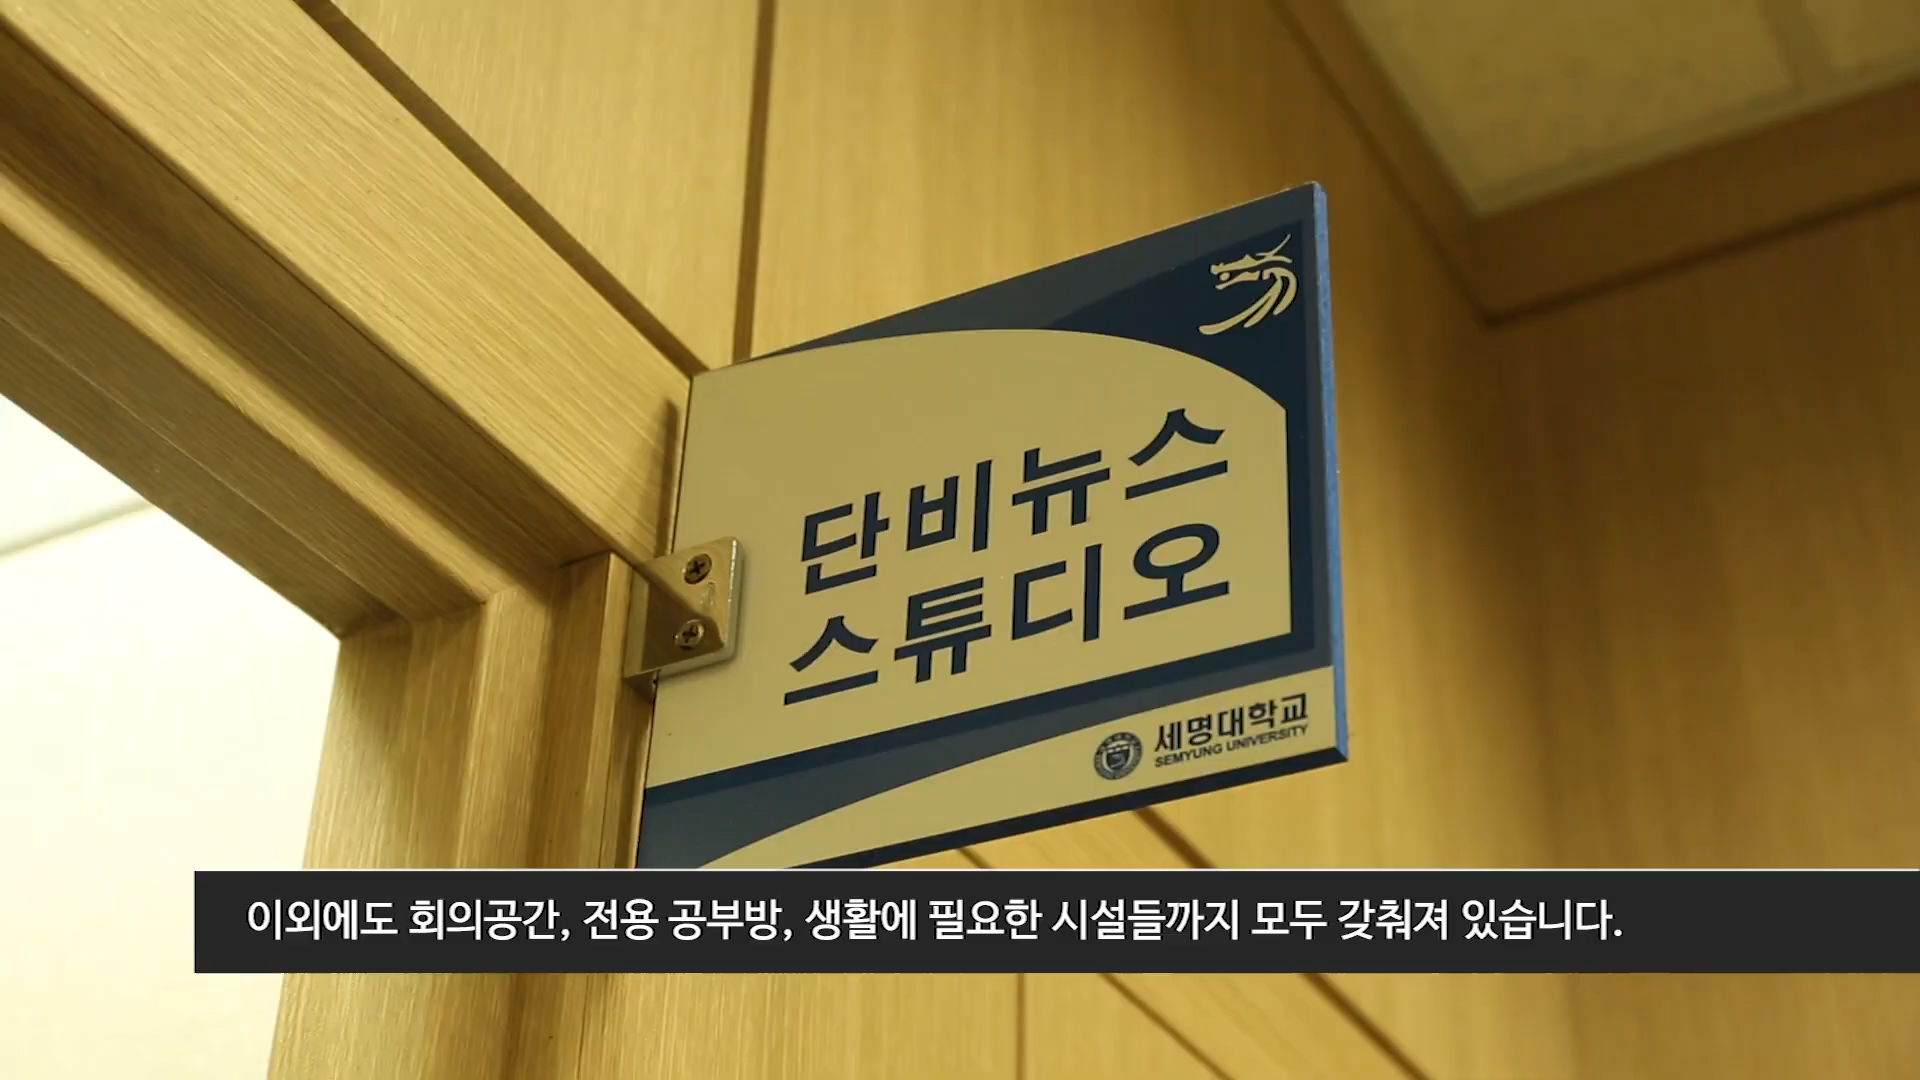 단비뉴스
스튜디오
세명대학교
SEMYUNG UNIVERSITY
이외에도 회의공간, 전용 공부방, 생활에 필요한 시설들까지 모두 갖춰져 있습니다.